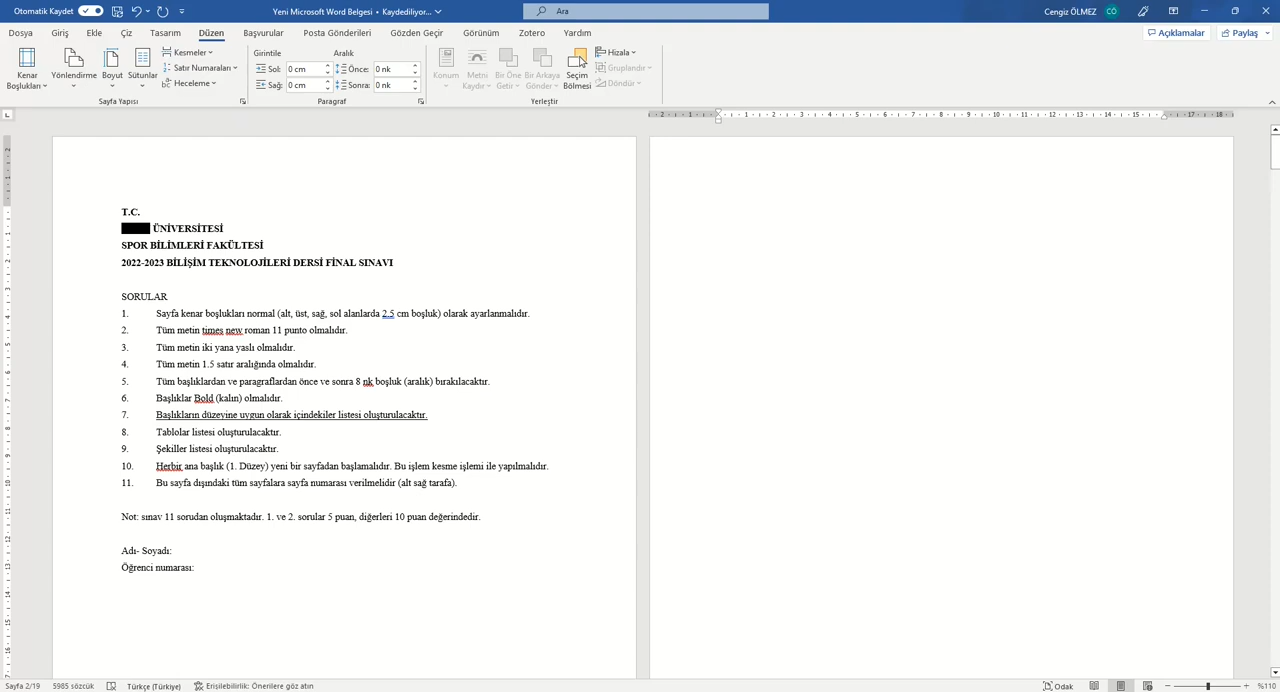 Otomatik Kaydet
Yeni Microsoft Word Belgesi • Kaydediliyor...
Ara
Cengiz ÖLMEZ CÖ
Dosya Giriş Ekle Çiz Tasarım Düzen Başvurular Posta Gönderileri Gözden Geçir Görünüm Zotero Yardım
Açıklamalar Paylaş
Kenar Boşlukları
Yönlendirme
Boyut
Sütunlar
Kesmeler
Satır Numaraları
Heceleme
Sayfa Yapısı
Girintile
Sol: 0 cm
Sağ: 0 cm
Aralık
Önce: 0 nk
Sonra: 0 nk
Paragraf
Konum
Metni Kaydır
Bir Öne Getir
Bir Arkaya Gönder
Seçim Bölmesi
Hizala
Gruplandır
Döndür
Yerleştir
T.C.
ÜNİVERSİTESİ
SPOR BİLİMLERİ FAKÜLTESİ
2022-2023 BİLİŞİM TEKNOLOJİLERİ DERSİ FİNAL SINAVI
SORULAR
1. Sayfa kenar boşlukları normal (alt, üst, sağ, sol alanlarda 2.5 cm boşluk) olarak ayarlanmalıdır.
2. Tüm metin times new roman 11 punto olmalıdır.
3. Tüm metin iki yana yaslı olmalıdır.
4. Tüm metin 1.5 satır aralığında olmalıdır.
5. Tüm başlıklardan ve paragraflardan önce ve sonra 8 nk boşluk (aralık) bırakılacaktır.
6. Başlıklar Bold (kalın) olmalıdır.
7. Başlıkların düzeyine uygun olarak içindekiler listesi oluşturulacaktır.
8. Tablolar listesi oluşturulacaktır.
9. Şekiller listesi oluşturulacaktır.
10. Herbir ana başlık (1. Düzey) yeni bir sayfadan başlamalıdır. Bu işlem kesme işlemi ile yapılmalıdır.
11. Bu sayfa dışındaki tüm sayfalara sayfa numarası verilmelidir (alt sağ tarafa).
Not: sınav 11 sorudan oluşmaktadır. 1. ve 2. sorular 5 puan, diğerleri 10 puan değerindedir.
Adı- Soyadı:
Öğrenci numarası:
Sayfa 2/19 5985 sözcük Türkçe (Türkiye) Erişilebilirlik: Önerilere göz atın Odak %110